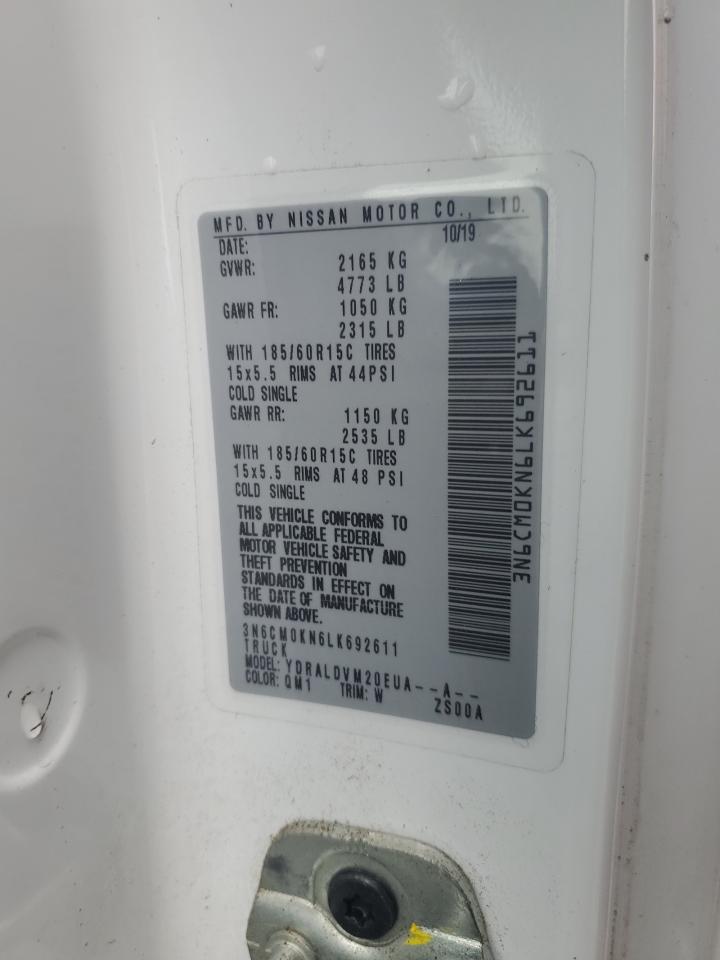 MFD. BY NISSAN MOTOR CO., LTD.
DATE: 10/19
GVWR: 2165 KG
4773 LB
GAWR FR: 1050 KG
2315 LB
WITH 185/60R15C TIRES
15x5.5 RIMS AT 44PSI
COLD SINGLE
GAWR RR: 1150 KG
2535 LB
WITH 185/60R15C TIRES
15x5.5 RIMS AT 48 PSI
COLD SINGLE
THIS VEHICLE CONFORMS TO
ALL APPLICABLE FEDERAL
MOTOR VEHICLE SAFETY AND
THEFT PREVENTION
STANDARDS IN EFFECT ON
THE DATE OF MANUFACTURE
SHOWN ABOVE.
3N6CM0KN6LK692611
TRUCK
MODEL: YDRALDVM20EUA--A--
COLOR: QM1 TRIM: W ZS00A
3N6CM0KN6LK692611